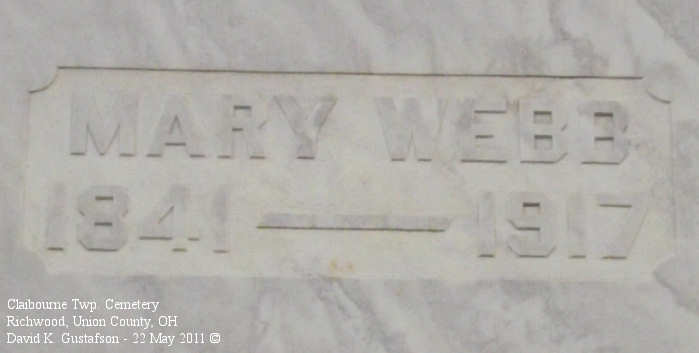 MARY WEBB
1841 — 1917
Claibourne Twp. Cemetery
Richwood, Union County, OH
David K. Gustafson - 22 May 2011 ©